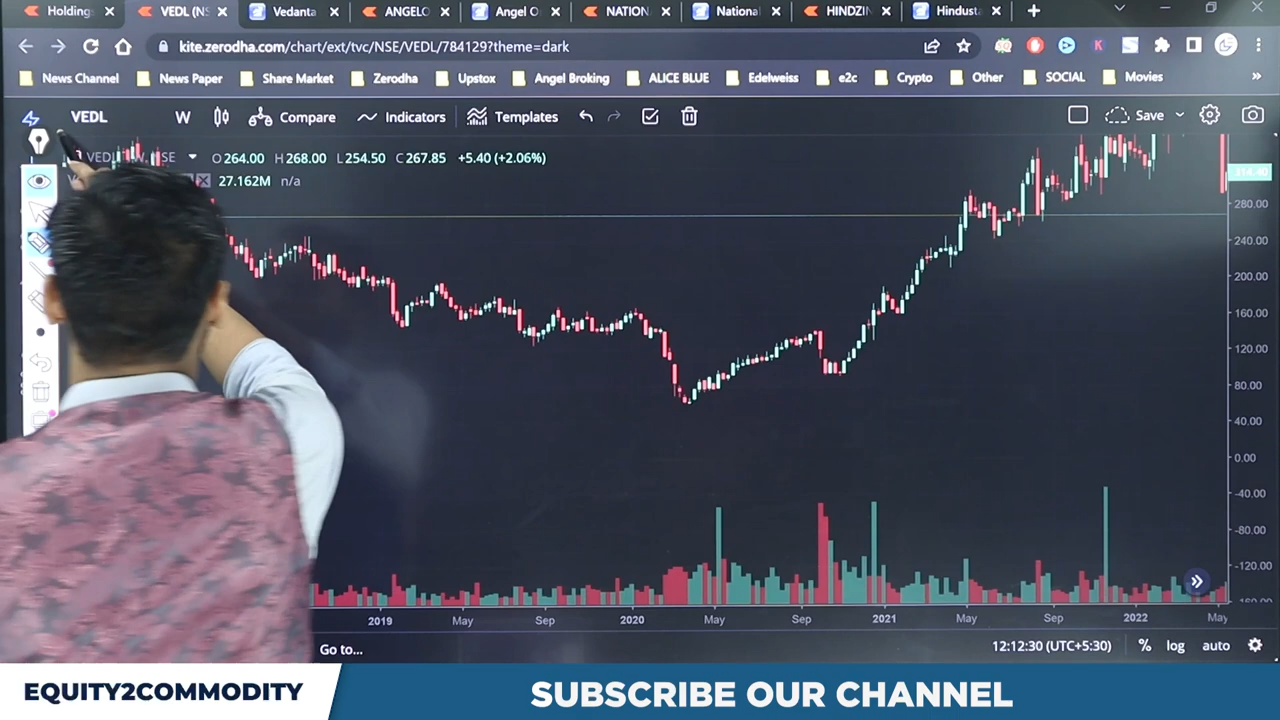 Holding VEDL (NS Vedanta ANGELO Angel O NATION National HINDZIN Hindust
kite.zerodha.com/chart/ext/tvc/NSE/VEDL/784129?theme=dark
News Channel News Paper Share Market Zerodha Upstox Angel Broking ALICE BLUE Edelweiss e2c Crypto Other SOCIAL Movies »
VEDL W Compare Indicators Templates Save
VEDL NSE O264.00 H268.00 L254.50 C267.85 +5.40 (+2.06%)
27.162M n/a
314.40
280.00
240.00
200.00
160.00
120.00
80.00
40.00
0.00
-40.00
-80.00
-120.00
2019 May Sep 2020 May Sep 2021 May Sep 2022 May
Go to... 12:12:30 (UTC+5:30) % log auto
EQUITY2COMMODITY SUBSCRIBE OUR CHANNEL